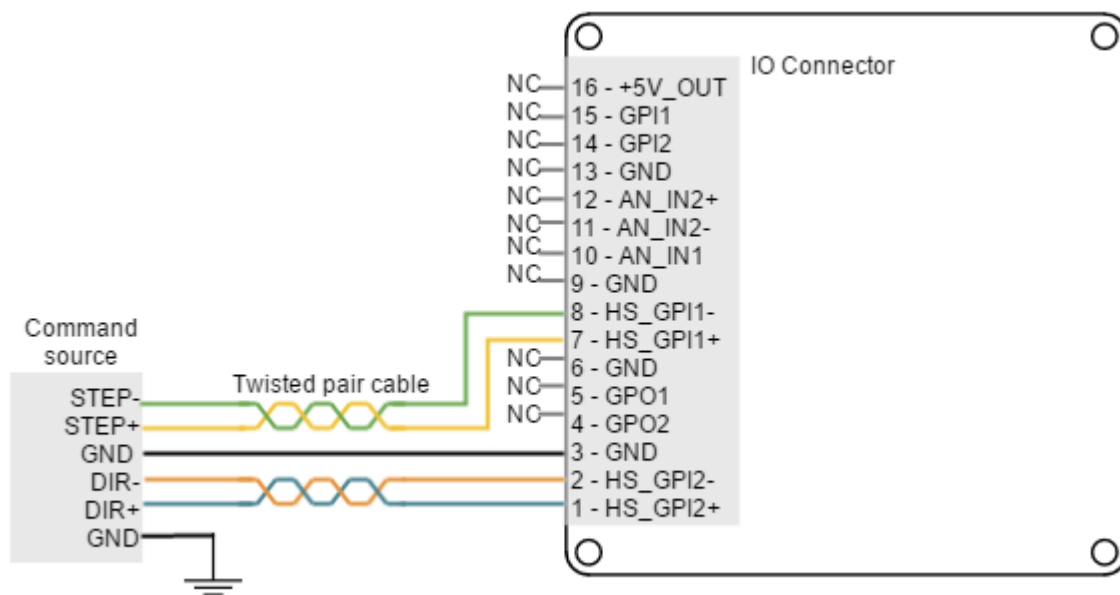 IO Connector
NC 16 - +5V_OUT
NC 15 - GPI1
NC 14 - GPI2
NC 13 - GND
NC 12 - AN_IN2+
NC 11 - AN_IN2-
NC 10 - AN_IN1
NC 9 - GND
8 - HS_GPI1-
7 - HS_GPI1+
NC 6 - GND
NC 5 - GPO1
NC 4 - GPO2
3 - GND
2 - HS_GPI2-
1 - HS_GPI2+
Command
source
Twisted pair cable
STEP-
STEP+
GND
DIR-
DIR+
GND